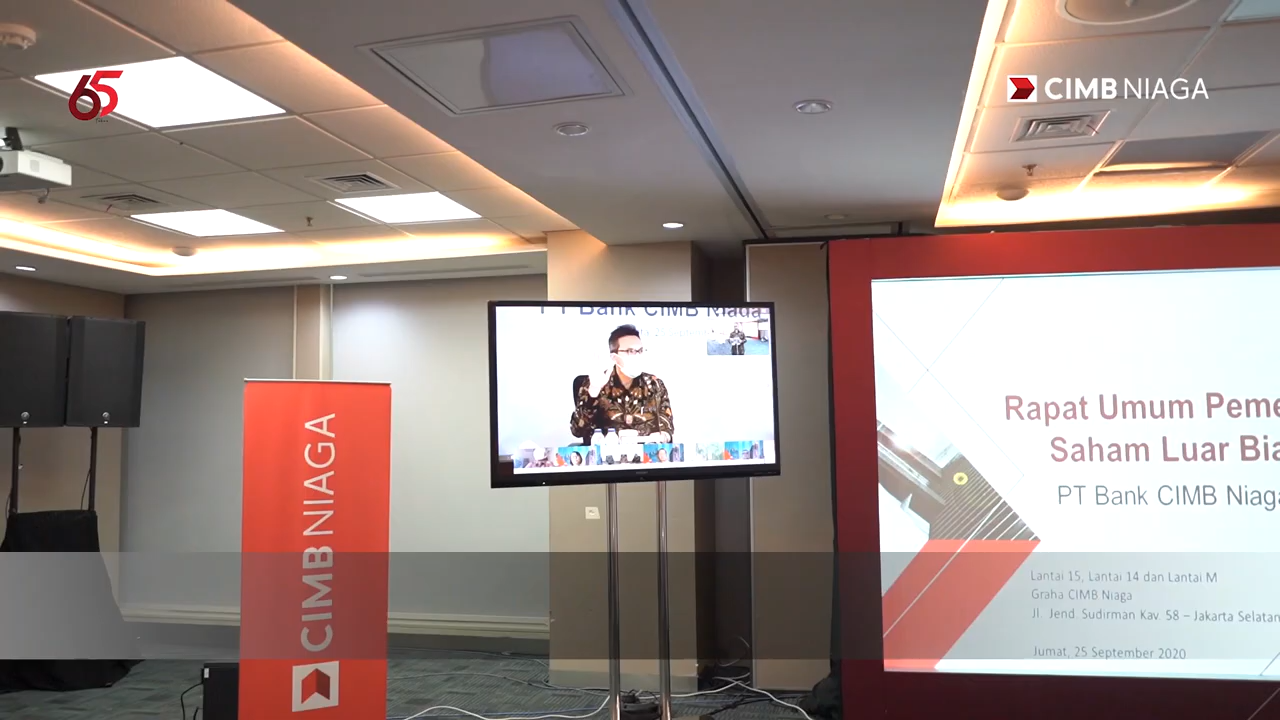 65
CIMB NIAGA
PT Bank CIMB Niaga
CIMB NIAGA
Rapat Umum Peme
Saham Luar Bia
PT Bank CIMB Niaga
Lantai 15, Lantai 14 dan Lantai M
Graha CIMB Niaga
Jl. Jend. Sudirman Kav. 58 – Jakarta Selatan
Jumat, 25 September 2020